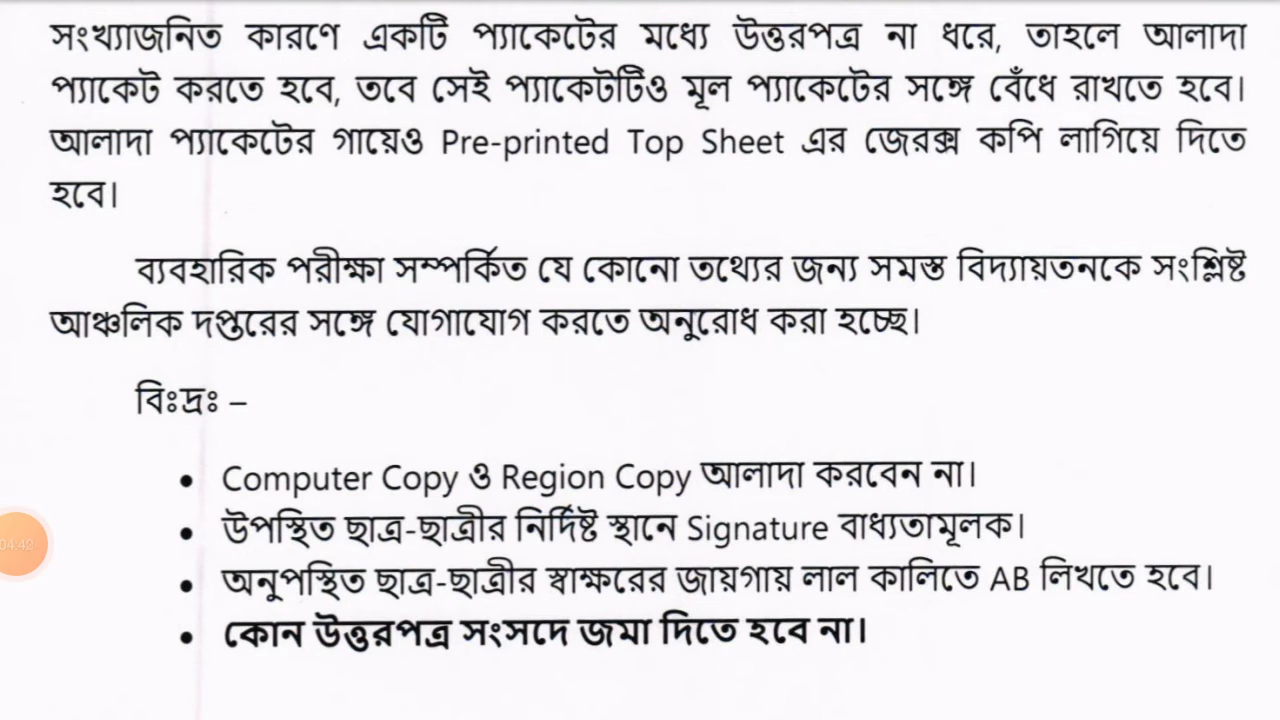 সংখ্যাজনিত কারণে একটি প্যাকেটের মধ্যে উত্তরপত্র না ধরে, তাহলে আলাদা
প্যাকেট করতে হবে, তবে সেই প্যাকেটটিও মূল প্যাকেটের সঙ্গে বেঁধে রাখতে হবে।
আলাদা প্যাকেটের গায়েও Pre-printed Top Sheet এর জেরক্স কপি লাগিয়ে দিতে
হবে।
ব্যবহারিক পরীক্ষা সম্পর্কিত যে কোনো তথ্যের জন্য সমস্ত বিদ্যায়তনকে সংশ্লিষ্ট
আঞ্চলিক দপ্তরের সঙ্গে যোগাযোগ করতে অনুরোধ করা হচ্ছে।
বিঃদ্রঃ –
• Computer Copy ও Region Copy আলাদা করবেন না।
• উপস্থিত ছাত্র-ছাত্রীর নির্দিষ্ট স্থানে Signature বাধ্যতামূলক।
04:49
• অনুপস্থিত ছাত্র-ছাত্রীর স্বাক্ষরের জায়গায় লাল কালিতে AB লিখতে হবে।
• কোন উত্তরপত্র সংসদে জমা দিতে হবে না।